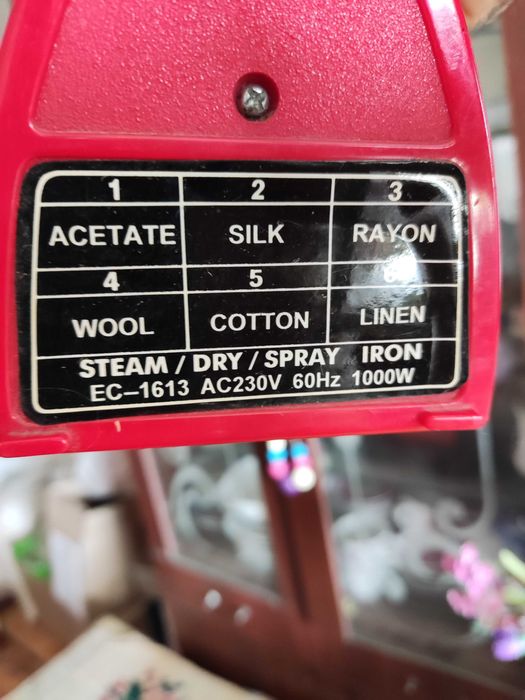 1 2 3
ACETATE SILK RAYON
4 5 6
WOOL COTTON LINEN
STEAM / DRY / SPRAY IRON
EC-1613 AC230V 60Hz 1000W